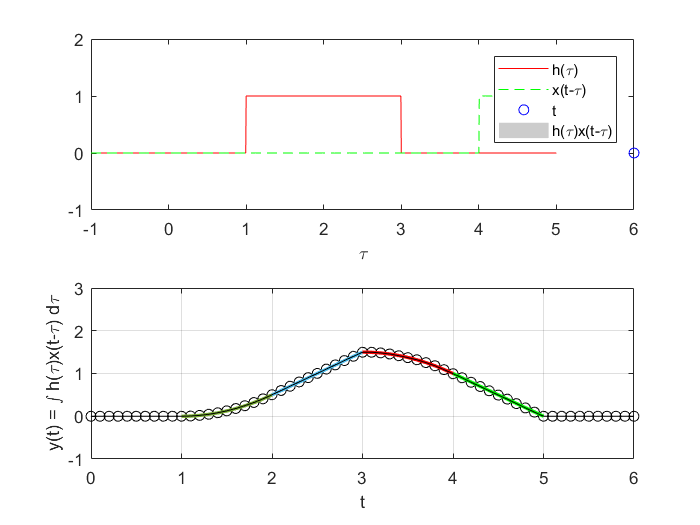 2
1
0
-1
-1 0 1 2 3 4 5 6
τ
h(τ)
x(t-τ)
t
h(τ)x(t-τ)
y(t) = ∫ h(τ)x(t-τ) dτ
3
2
1
0
-1
0 1 2 3 4 5 6
t